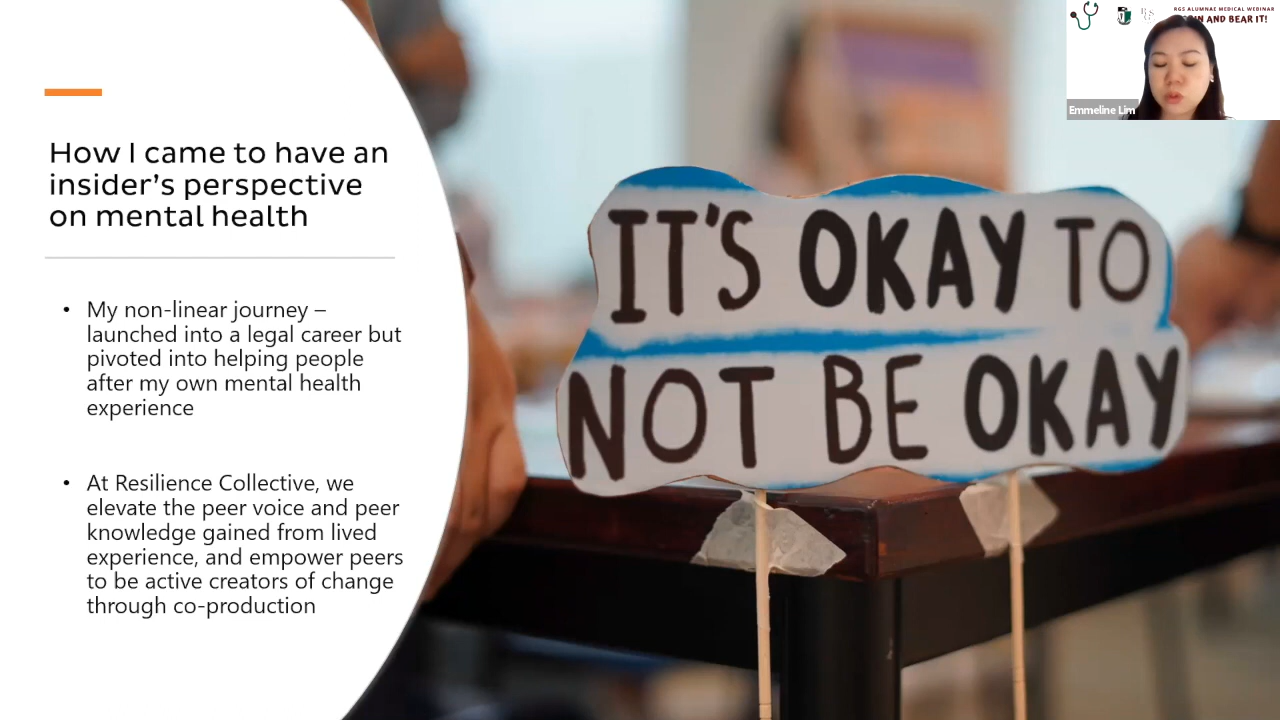 How I came to have an
insider's perspective
on mental health
• My non-linear journey –
launched into a legal career but
pivoted into helping people
after my own mental health
experience
• At Resilience Collective, we
elevate the peer voice and peer
knowledge gained from lived
experience, and empower peers
to be active creators of change
through co-production
IT'S OKAY TO
NOT BE OKAY
RGS ALUMNAE MEDICAL WEBINAR
AND BEAR IT!
Emmeline Lim